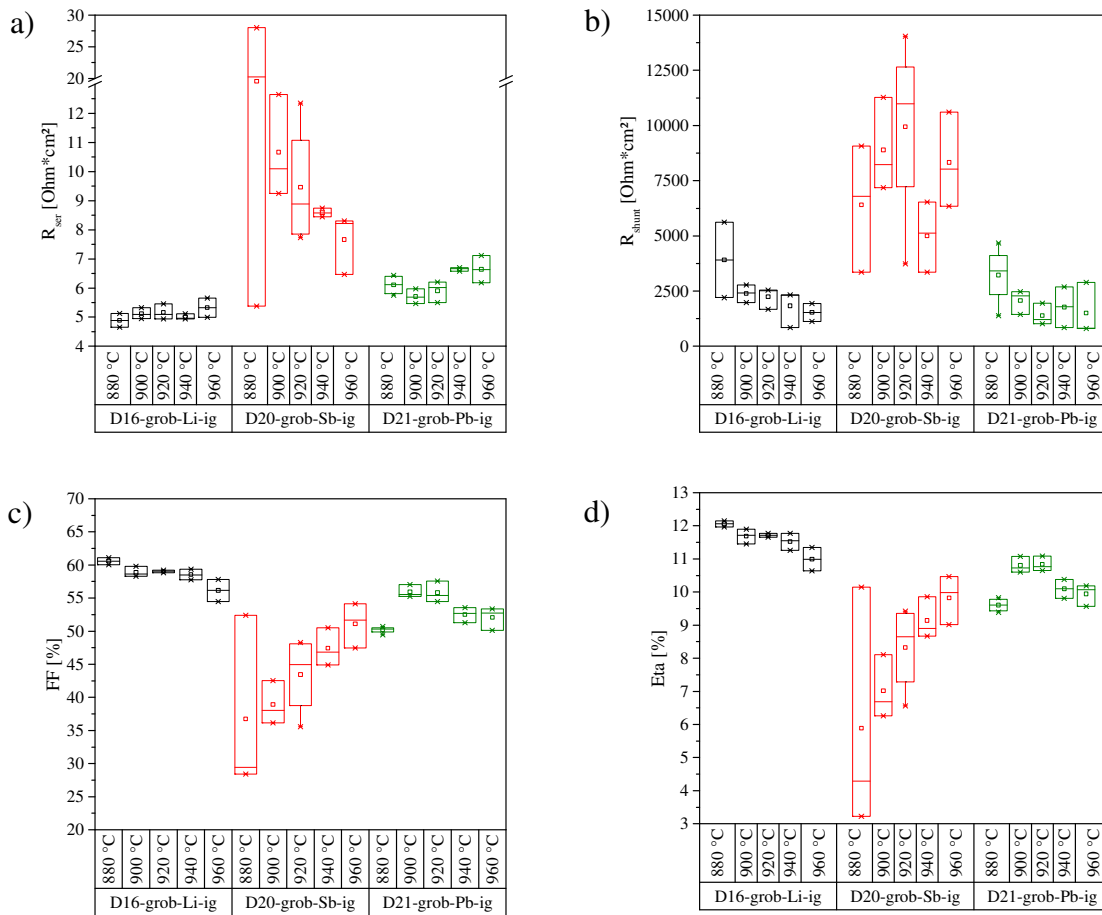 a)
R_ser [Ohm*cm²]
30
25
20
12
11
10
9
8
7
6
5
4
880 °C 900 °C 920 °C 940 °C 960 °C 880 °C 900 °C 920 °C 940 °C 960 °C 880 °C 900 °C 920 °C 940 °C 960 °C
D16-grob-Li-ig D20-grob-Sb-ig D21-grob-Pb-ig
b)
R_shunt [Ohm*cm²]
15000
12500
10000
7500
5000
2500
0
880 °C 900 °C 920 °C 940 °C 960 °C 880 °C 900 °C 920 °C 940 °C 960 °C 880 °C 900 °C 920 °C 940 °C 960 °C
D16-grob-Li-ig D20-grob-Sb-ig D21-grob-Pb-ig
c)
FF [%]
70
65
60
55
50
45
40
35
30
25
20
880 °C 900 °C 920 °C 940 °C 960 °C 880 °C 900 °C 920 °C 940 °C 960 °C 880 °C 900 °C 920 °C 940 °C 960 °C
D16-grob-Li-ig D20-grob-Sb-ig D21-grob-Pb-ig
d)
Eta [%]
13
12
11
10
9
8
7
6
5
4
3
880 °C 900 °C 920 °C 940 °C 960 °C 880 °C 900 °C 920 °C 940 °C 960 °C 880 °C 900 °C 920 °C 940 °C 960 °C
D16-grob-Li-ig D20-grob-Sb-ig D21-grob-Pb-ig